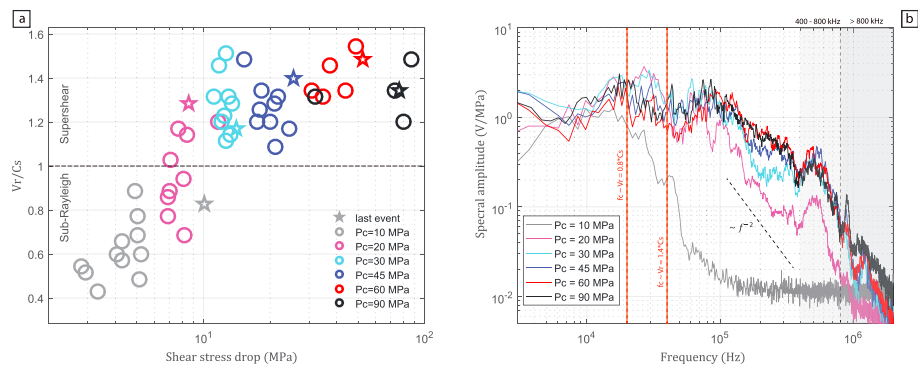 a
1.6
1.4
1.2
1
0.8
0.6
0.4
Vr/Cs
Supershear
Sub-Rayleigh
last event
Pc=10 MPa
Pc=20 MPa
Pc=30 MPa
Pc=45 MPa
Pc=60 MPa
Pc=90 MPa
10¹
10²
Shear stress drop (MPa)
b
400 - 800 kHz
> 800 kHz
10¹
10⁰
10⁻¹
10⁻²
Specral amplitude (V/MPa)
fc ~ Vr = 0.8*Cs
fc ~ Vr = 1.4*Cs
~ f⁻²
Pc = 10 MPa
Pc = 20 MPa
Pc = 30 MPa
Pc = 45 MPa
Pc = 60 MPa
Pc = 90 MPa
10⁴
10⁵
10⁶
Frequency (Hz)